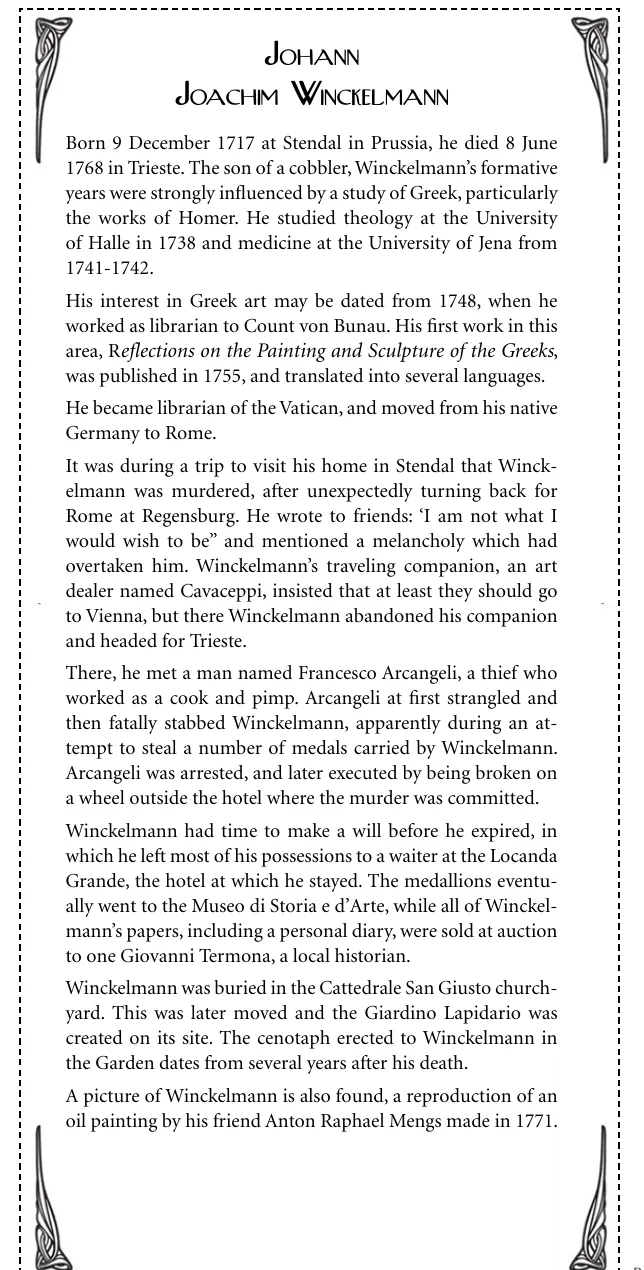 Johann
Joachim Winckelmann
Born 9 December 1717 at Stendal in Prussia, he died 8 June
1768 in Trieste. The son of a cobbler, Winckelmann's formative
years were strongly influenced by a study of Greek, particularly
the works of Homer. He studied theology at the University
of Halle in 1738 and medicine at the University of Jena from
1741-1742.
His interest in Greek art may be dated from 1748, when he
worked as librarian to Count von Bunau. His first work in this
area, Reflections on the Painting and Sculpture of the Greeks,
was published in 1755, and translated into several languages.
He became librarian of the Vatican, and moved from his native
Germany to Rome.
It was during a trip to visit his home in Stendal that Winck-
elmann was murdered, after unexpectedly turning back for
Rome at Regensburg. He wrote to friends: ‘I am not what I
would wish to be” and mentioned a melancholy which had
overtaken him. Winckelmann’s traveling companion, an art
dealer named Cavaceppi, insisted that at least they should go
to Vienna, but there Winckelmann abandoned his companion
and headed for Trieste.
There, he met a man named Francesco Arcangeli, a thief who
worked as a cook and pimp. Arcangeli at first strangled and
then fatally stabbed Winckelmann, apparently during an at-
tempt to steal a number of medals carried by Winckelmann.
Arcangeli was arrested, and later executed by being broken on
a wheel outside the hotel where the murder was committed.
Winckelmann had time to make a will before he expired, in
which he left most of his possessions to a waiter at the Locanda
Grande, the hotel at which he stayed. The medallions eventu-
ally went to the Museo di Storia e d’Arte, while all of Winckel-
mann’s papers, including a personal diary, were sold at auction
to one Giovanni Termona, a local historian.
Winckelmann was buried in the Cattedrale San Giusto church-
yard. This was later moved and the Giardino Lapidario was
created on its site. The cenotaph erected to Winckelmann in
the Garden dates from several years after his death.
A picture of Winckelmann is also found, a reproduction of an
oil painting by his friend Anton Raphael Mengs made in 1771.